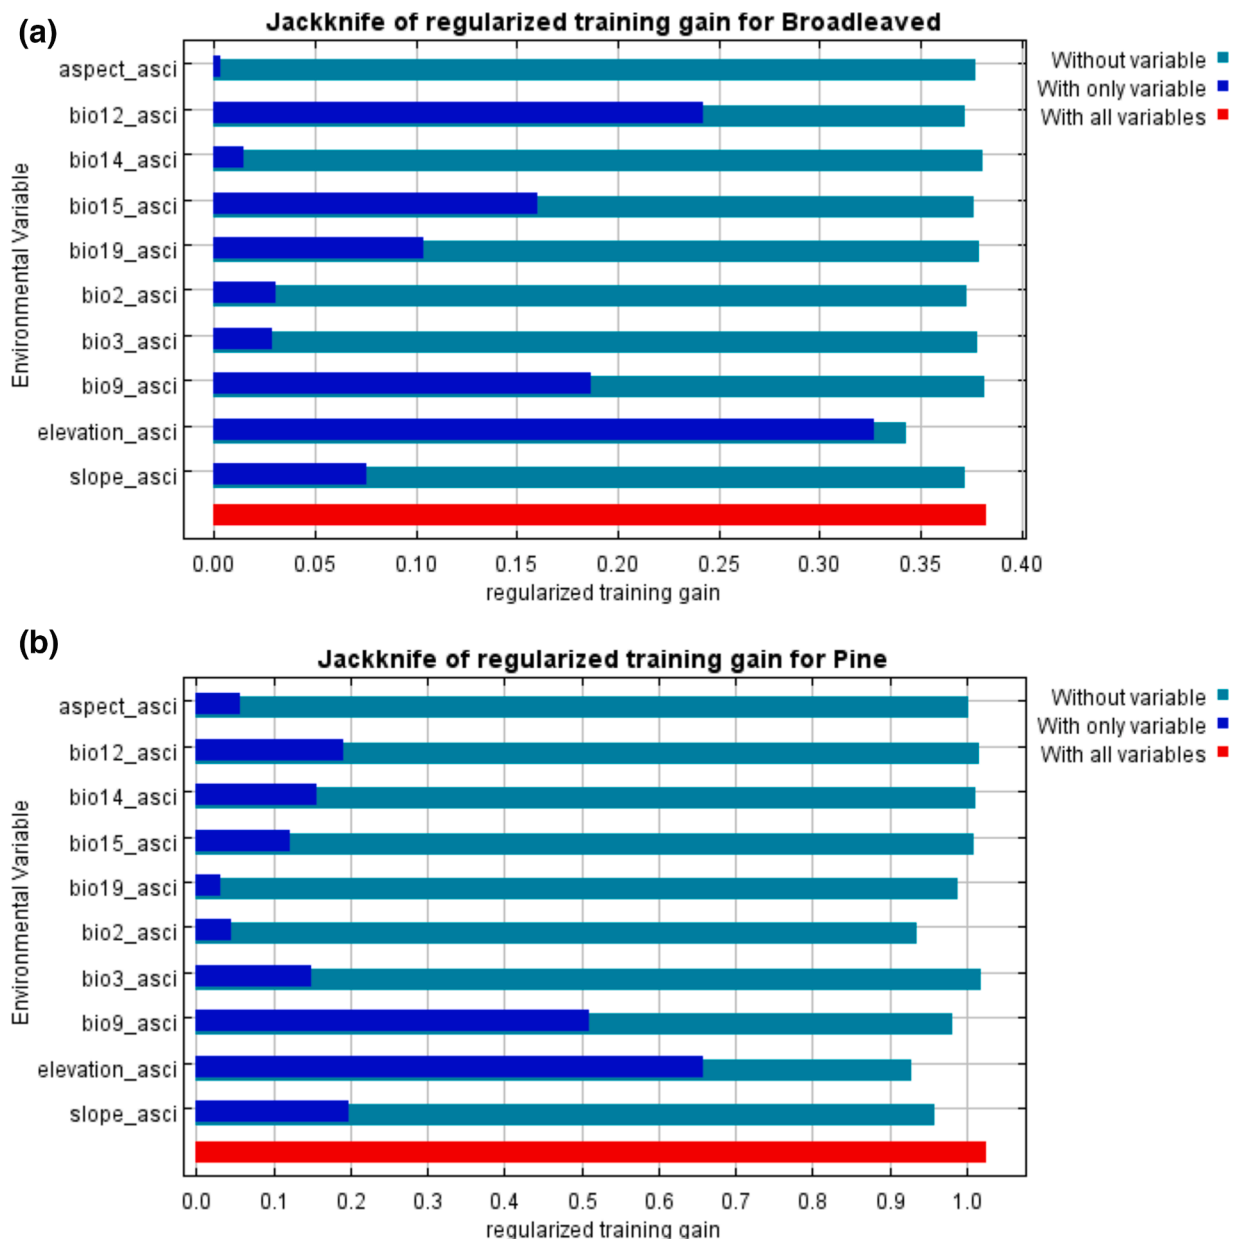 (a)
Jackknife of regularized training gain for Broadleaved
Without variable
With only variable
With all variables
Environmental Variable
aspect_asci
bio12_asci
bio14_asci
bio15_asci
bio19_asci
bio2_asci
bio3_asci
bio9_asci
elevation_asci
slope_asci
0.00 0.05 0.10 0.15 0.20 0.25 0.30 0.35 0.40
regularized training gain
(b)
Jackknife of regularized training gain for Pine
Without variable
With only variable
With all variables
Environmental Variable
aspect_asci
bio12_asci
bio14_asci
bio15_asci
bio19_asci
bio2_asci
bio3_asci
bio9_asci
elevation_asci
slope_asci
0.0 0.1 0.2 0.3 0.4 0.5 0.6 0.7 0.8 0.9 1.0
regularized training gain